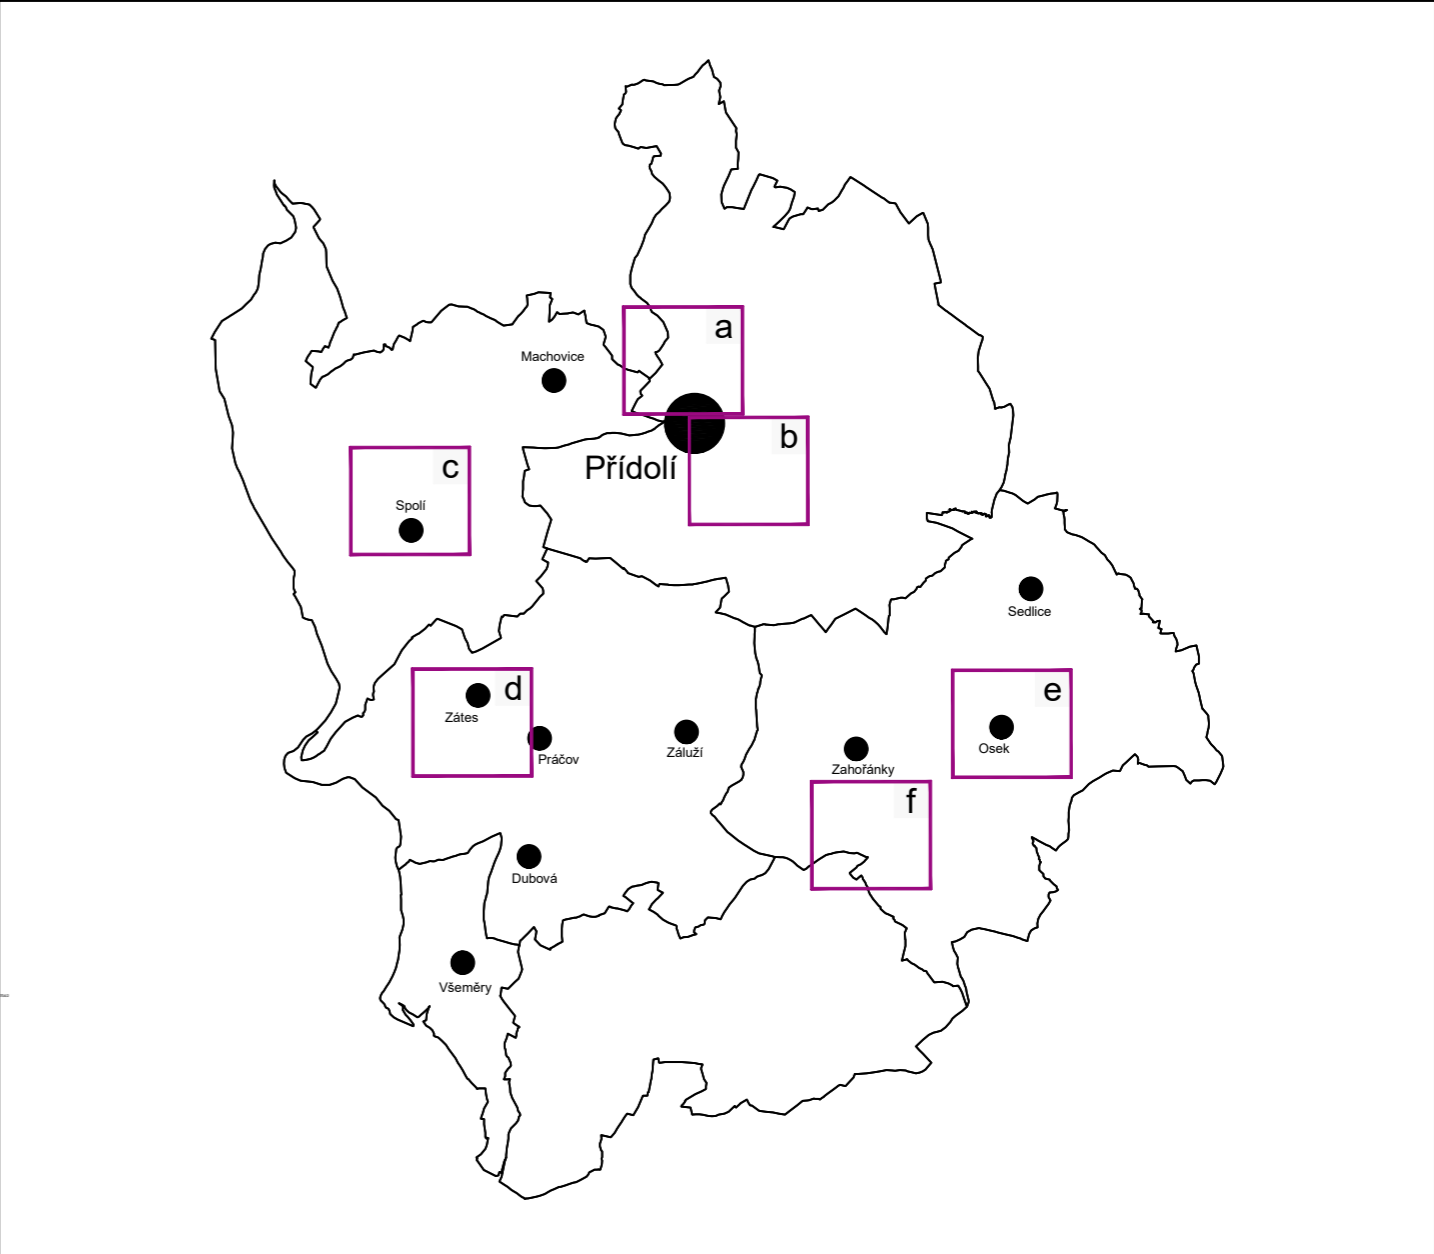 a
Machovice
b
Přídolí
c
Spolí
Sedlice
d
Zátes
e
Osek
Práčov
Záluží
Zahořánky
f
Dubová
Všeměry